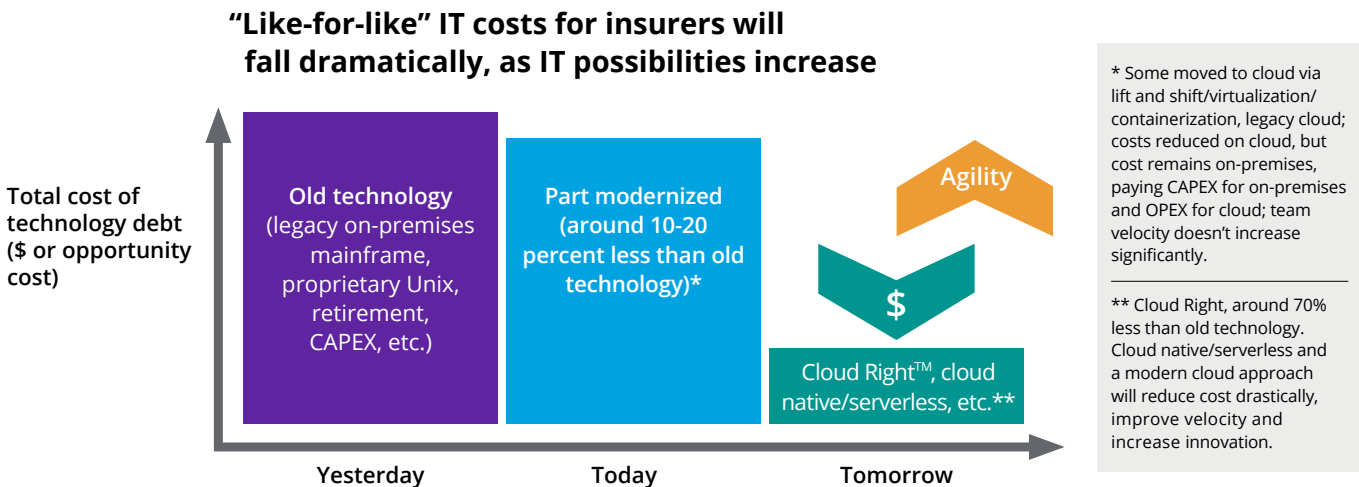 “Like-for-like” IT costs for insurers will
fall dramatically, as IT possibilities increase
Total cost of
technology debt
($ or opportunity
cost)
Old technology
(legacy on-premises
mainframe,
proprietary Unix,
retirement,
CAPEX, etc.)
Part modernized
(around 10-20
percent less than old
technology)*
Agility
$
Cloud Right™, cloud
native/serverless, etc.**
Yesterday
Today
Tomorrow
* Some moved to cloud via
lift and shift/virtualization/
containerization, legacy cloud;
costs reduced on cloud, but
cost remains on-premises,
paying CAPEX for on-premises
and OPEX for cloud; team
velocity doesn’t increase
significantly.
** Cloud Right, around 70%
less than old technology.
Cloud native/serverless and
a modern cloud approach
will reduce cost drastically,
improve velocity and
increase innovation.